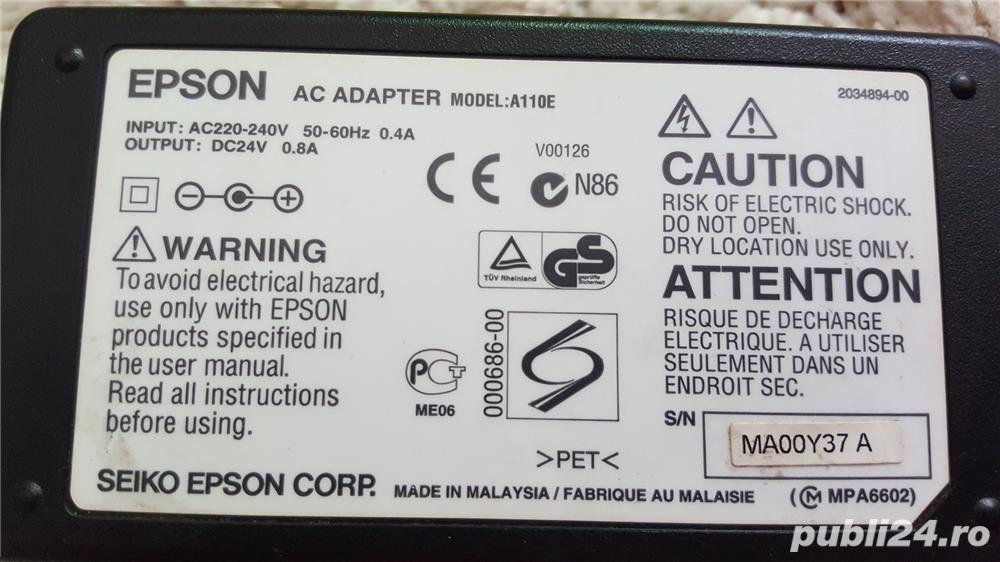 EPSON AC ADAPTER MODEL:A110E
2034894-00
INPUT: AC220-240V 50-60Hz 0.4A
OUTPUT: DC24V 0.8A
CE
V00126
N86
WARNING
To avoid electrical hazard,
use only with EPSON
products specified in
the user manual.
Read all instructions
before using.
TÜV Rheinland
GS
geprüfte
Sicherheit
PCT
ME06
000686-00
>PET<
CAUTION
RISK OF ELECTRIC SHOCK.
DO NOT OPEN.
DRY LOCATION USE ONLY.
ATTENTION
RISQUE DE DECHARGE
ELECTRIQUE. A UTILISER
SEULEMENT DANS UN
ENDROIT SEC.
S/N
MA00Y37 A
SEIKO EPSON CORP. MADE IN MALAYSIA / FABRIQUE AU MALAISIE
(M MPA6602)
publi24.ro